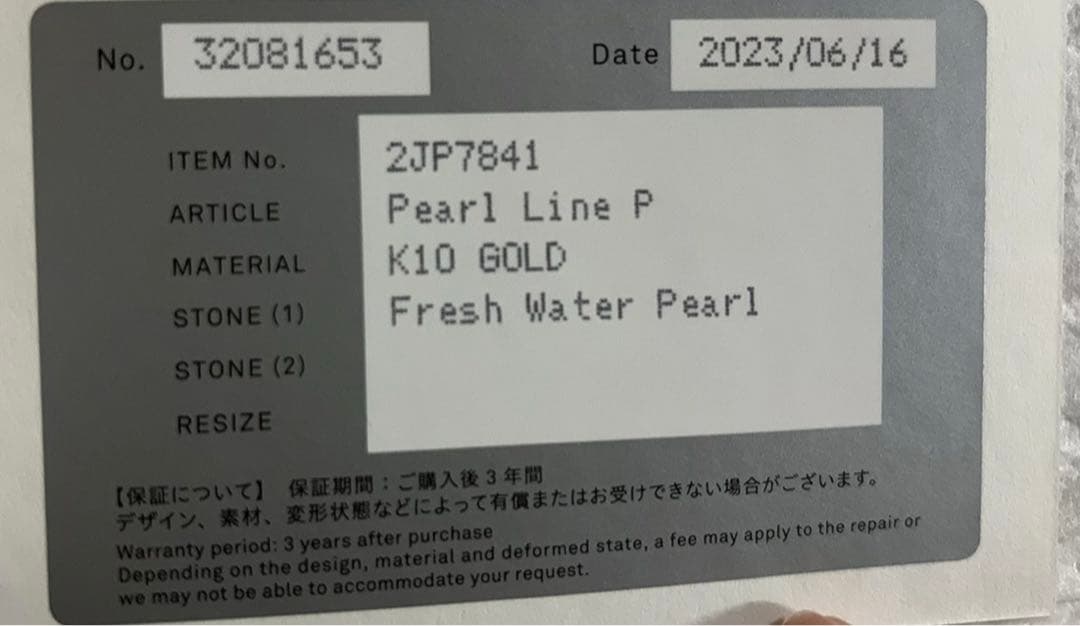 No. 32081653 Date 2023/06/16
ITEM No. 2JP7841
ARTICLE Pearl Line P
MATERIAL K10 GOLD
STONE (1) Fresh Water Pearl
STONE (2)
RESIZE
【保証について】 保証期間：ご購入後3年間
デザイン、素材、変形状態などによって有償またはお受けできない場合がございます。
Warranty period: 3 years after purchase
Depending on the design, material and deformed state, a fee may apply to the repair or
we may not be able to accommodate your request.